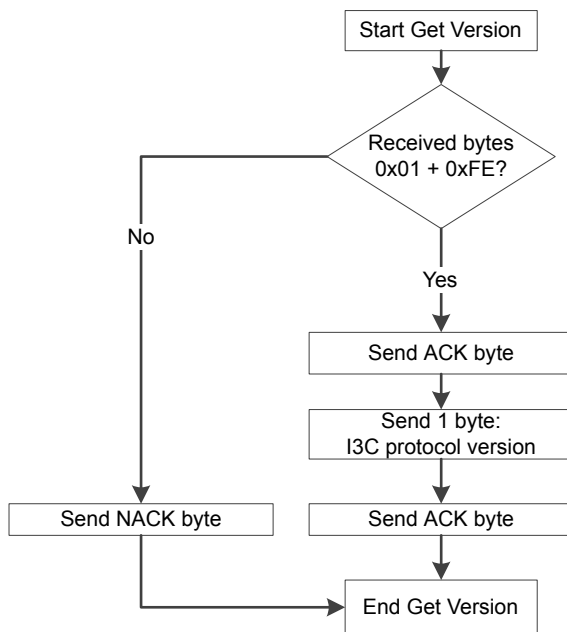 Start Get Version
Received bytes
0x01 + 0xFE?
No
Yes
Send ACK byte
Send 1 byte:
I3C protocol version
Send NACK byte
Send ACK byte
End Get Version